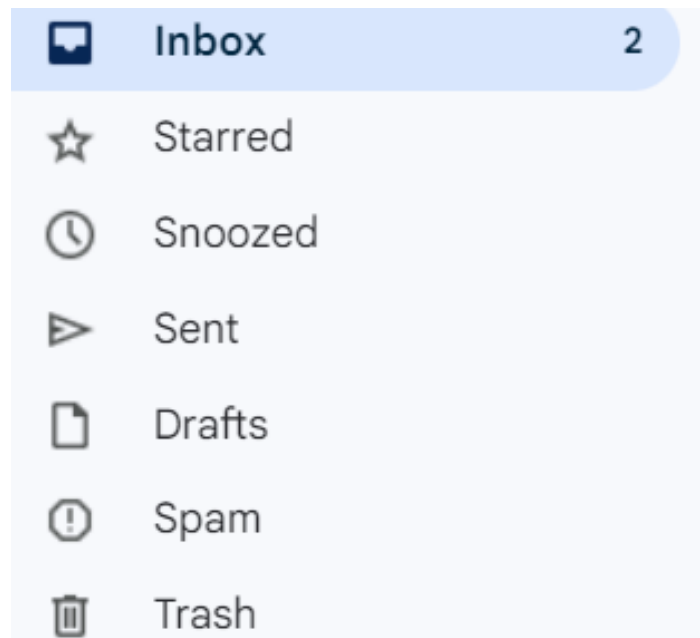 Inbox 2
Starred
Snoozed
Sent
Drafts
Spam
Trash